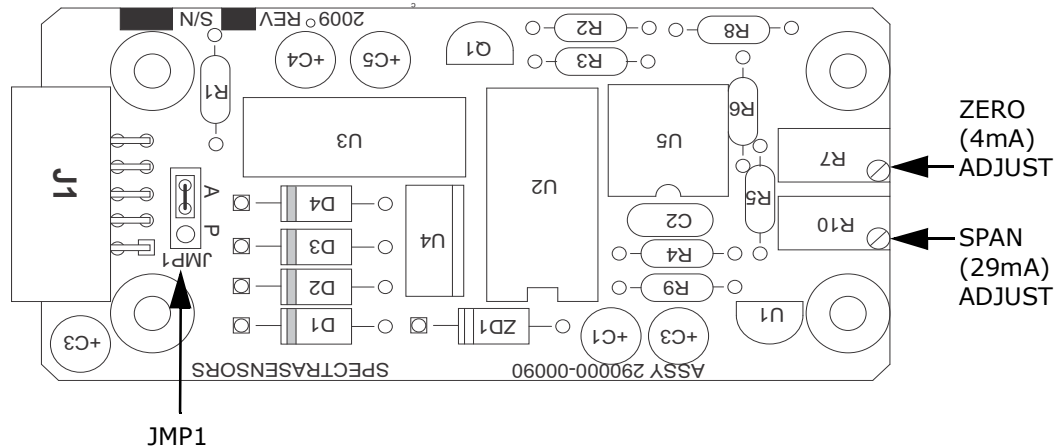 S/N
2009 REV
+C4
+C5
Q1
R2
R3
R8
R1
U3
U2
U5
R6
R7
R5
R10
ZERO
(4mA)
ADJUST
SPAN
(29mA)
ADJUST
J1
A
P
JMP1
D4
D3
D2
D1
U4
C2
R4
R9
ZD1
+C1
+C3
U1
+C3
SPECTRASENSORS
ASSY 290000-00090
JMP1